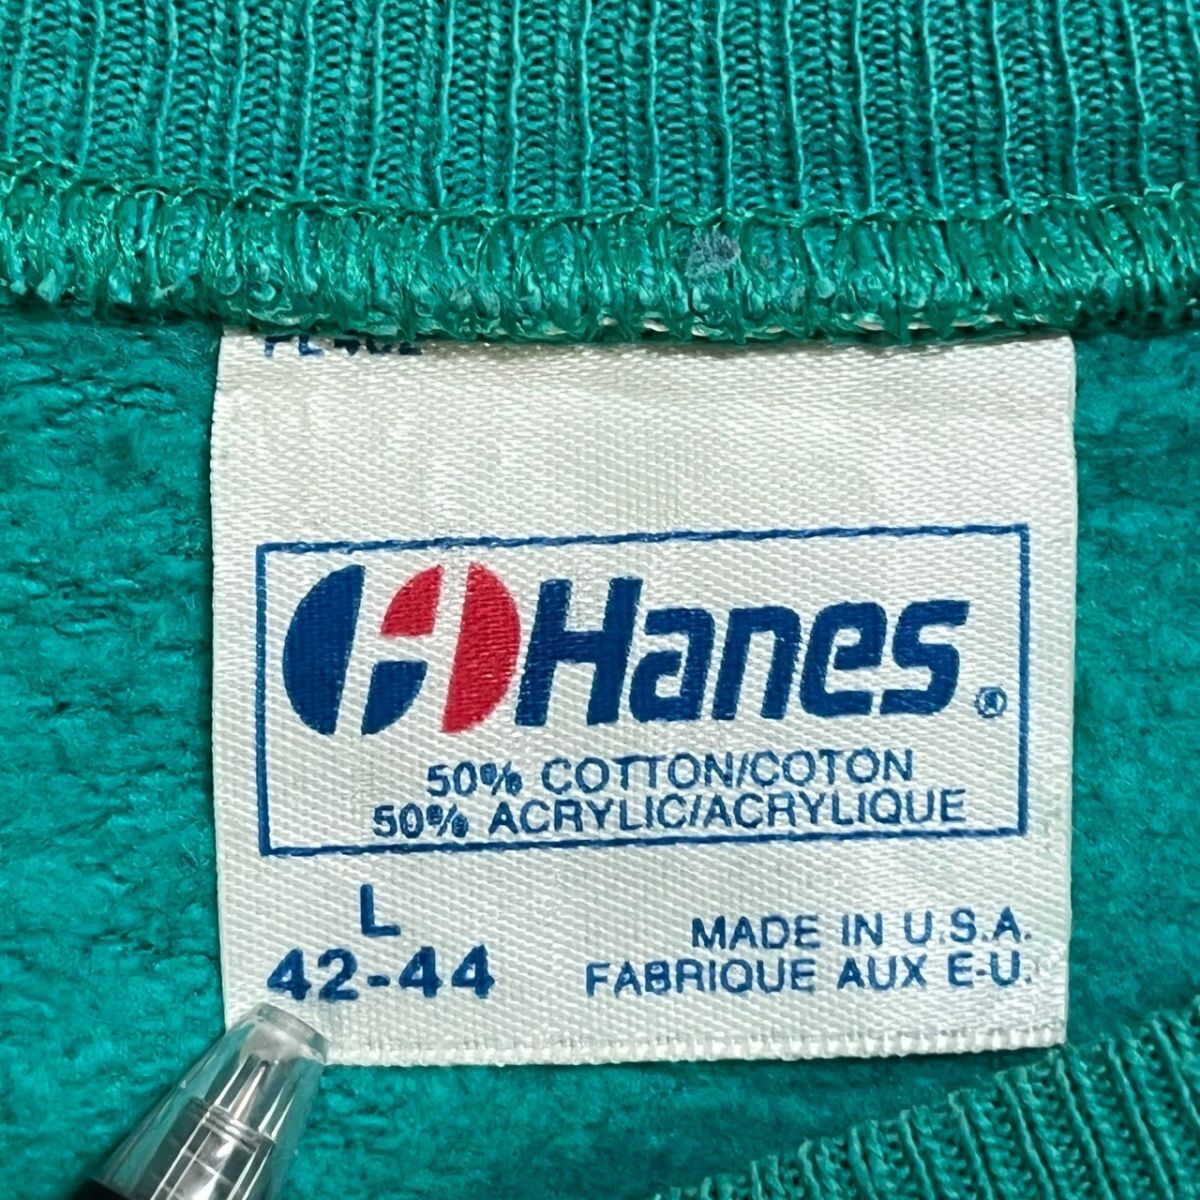 Hanes®
50% COTTON/COTON
50% ACRYLIC/ACRYLIQUE
L
42-44
MADE IN U.S.A.
FABRIQUE AUX E-U.